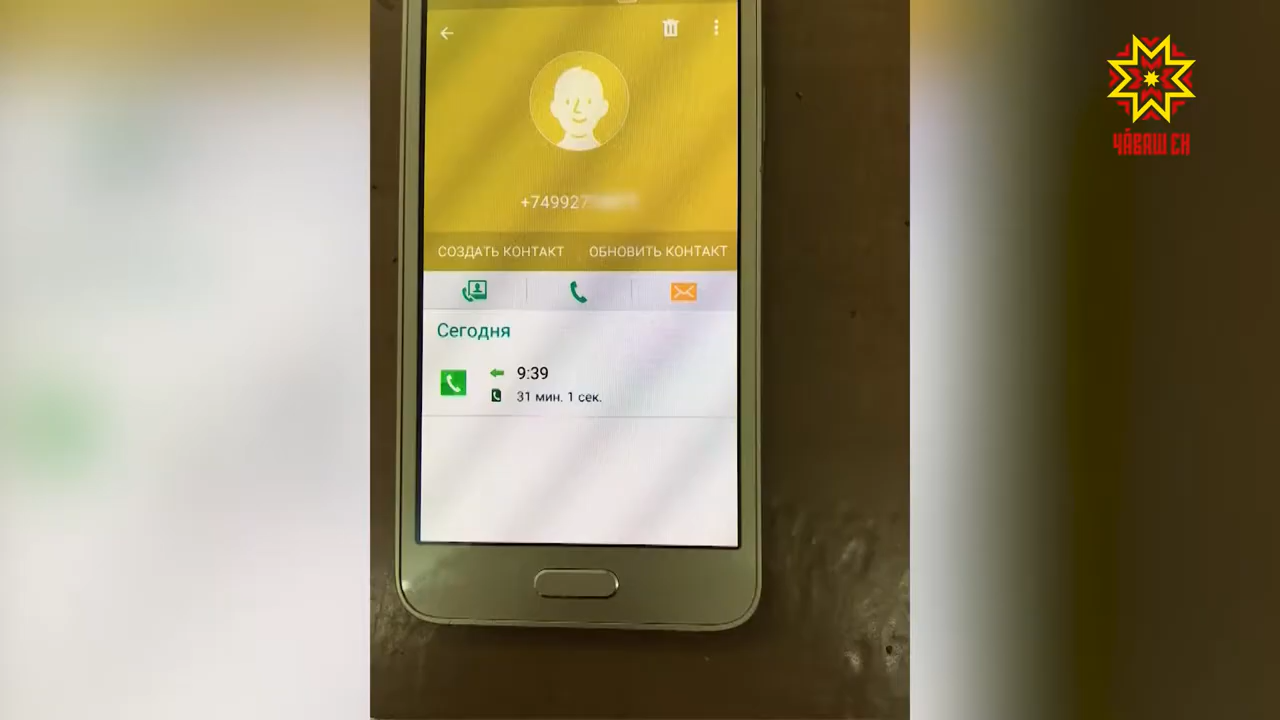 ЧӐВАШ ЕН
+749927
СОЗДАТЬ КОНТАКТ ОБНОВИТЬ КОНТАКТ
Сегодня
9:39
31 мин. 1 сек.